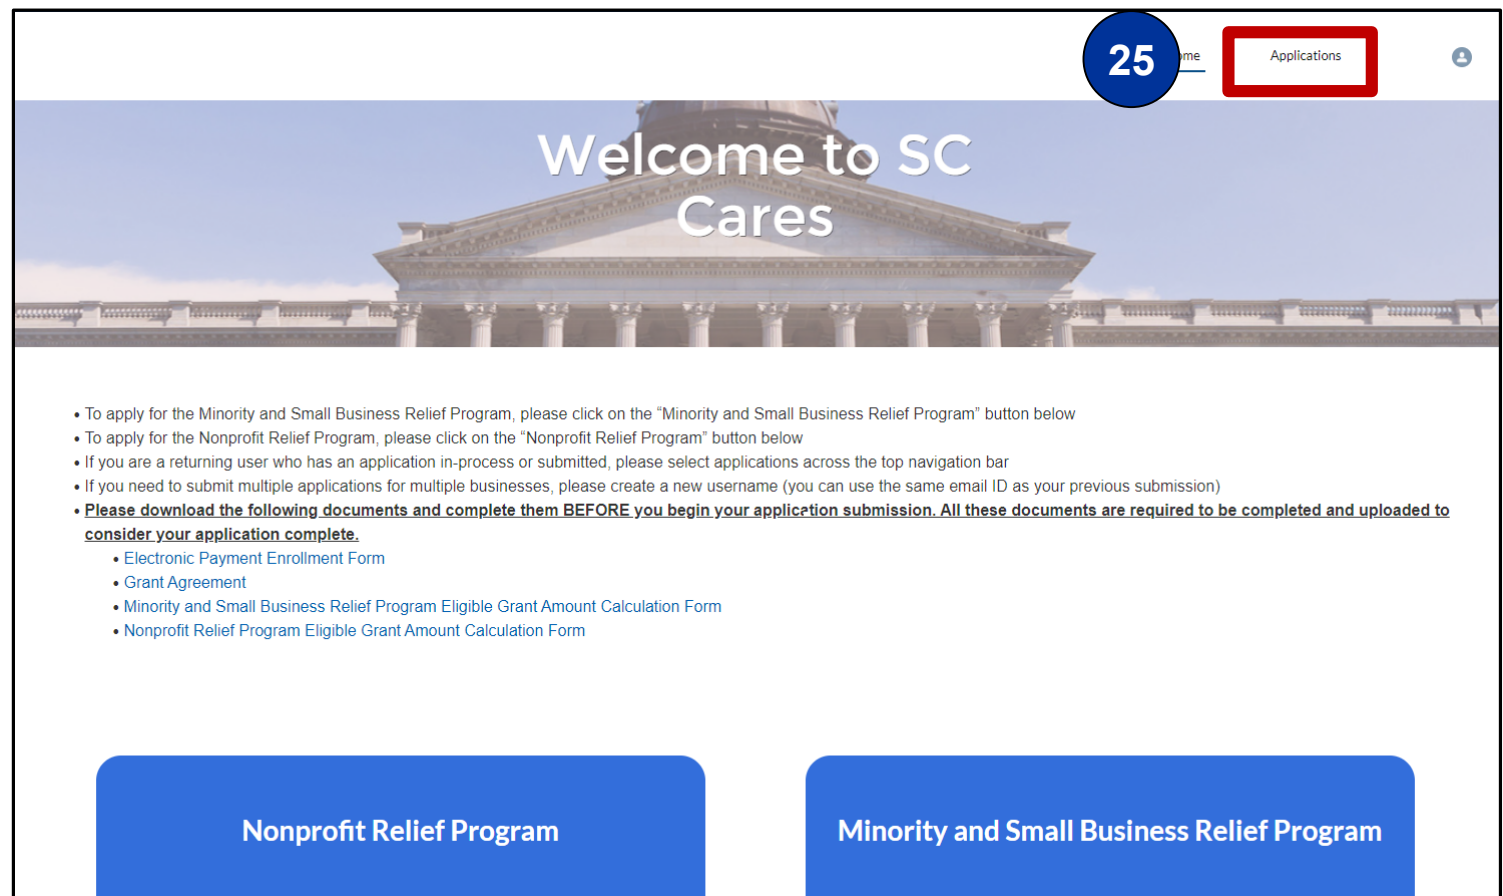 25
ome
Applications
Welcome to SC
Cares
• To apply for the Minority and Small Business Relief Program, please click on the “Minority and Small Business Relief Program” button below
• To apply for the Nonprofit Relief Program, please click on the “Nonprofit Relief Program” button below
• If you are a returning user who has an application in-process or submitted, please select applications across the top navigation bar
• If you need to submit multiple applications for multiple businesses, please create a new username (you can use the same email ID as your previous submission)
• Please download the following documents and complete them BEFORE you begin your application submission. All these documents are required to be completed and uploaded to
consider your application complete.
• Electronic Payment Enrollment Form
• Grant Agreement
• Minority and Small Business Relief Program Eligible Grant Amount Calculation Form
• Nonprofit Relief Program Eligible Grant Amount Calculation Form
Nonprofit Relief Program
Minority and Small Business Relief Program